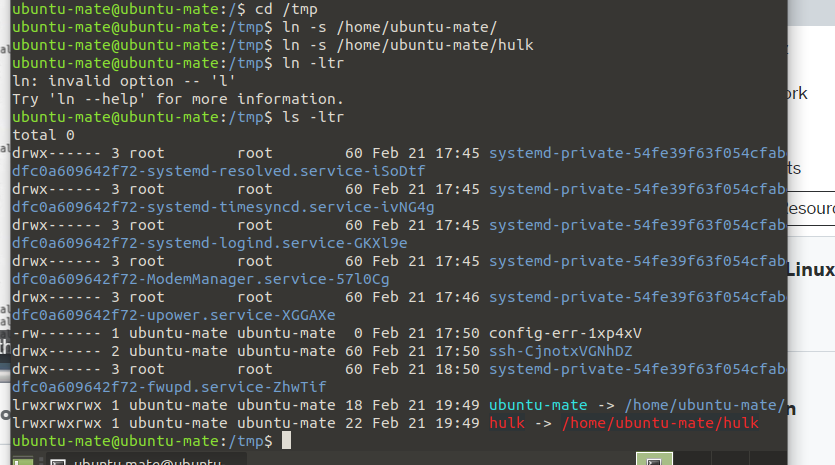 ubuntu-mate@ubuntu-mate:/$ cd /tmp
ubuntu-mate@ubuntu-mate:/tmp$ ln -s /home/ubuntu-mate/
ubuntu-mate@ubuntu-mate:/tmp$ ln -s /home/ubuntu-mate/hulk
ubuntu-mate@ubuntu-mate:/tmp$ ln -ltr
ln: invalid option -- 'l'
Try 'ln --help' for more information.
ubuntu-mate@ubuntu-mate:/tmp$ ls -ltr
total 0
drwx------ 3 root        root        60 Feb 21 17:45 systemd-private-54fe39f63f054cfab
dfc0a609642f72-systemd-resolved.service-iSoDtf
drwx------ 3 root        root        60 Feb 21 17:45 systemd-private-54fe39f63f054cfab
dfc0a609642f72-systemd-timesyncd.service-ivNG4g
drwx------ 3 root        root        60 Feb 21 17:45 systemd-private-54fe39f63f054cfab
dfc0a609642f72-systemd-logind.service-GKXl9e
drwx------ 3 root        root        60 Feb 21 17:45 systemd-private-54fe39f63f054cfab
dfc0a609642f72-ModemManager.service-57l0Cg
drwx------ 3 root        root        60 Feb 21 17:46 systemd-private-54fe39f63f054cfab
dfc0a609642f72-upower.service-XGGAXe
-rw------- 1 ubuntu-mate ubuntu-mate  0 Feb 21 17:50 config-err-1xp4xV
drwx------ 2 ubuntu-mate ubuntu-mate 60 Feb 21 17:50 ssh-CjnotxVGNhDZ
drwx------ 3 root        root        60 Feb 21 18:50 systemd-private-54fe39f63f054cfab
dfc0a609642f72-fwupd.service-ZhwTif
lrwxrwxrwx 1 ubuntu-mate ubuntu-mate 18 Feb 21 19:49 ubuntu-mate -> /home/ubuntu-mate/
lrwxrwxrwx 1 ubuntu-mate ubuntu-mate 22 Feb 21 19:49 hulk -> /home/ubuntu-mate/hulk
ubuntu-mate@ubuntu-mate:/tmp$
ork
ts
Resour
Linux
n